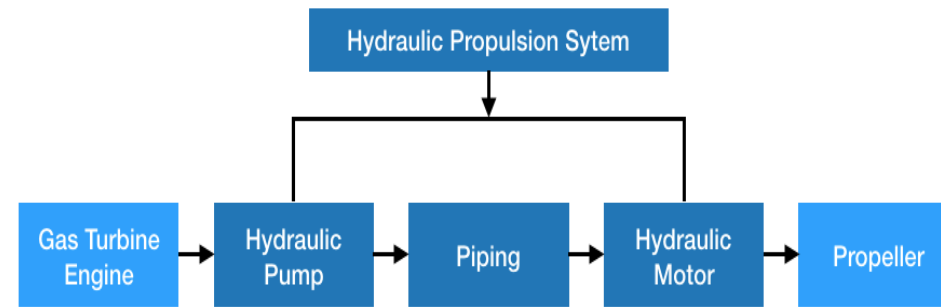 Hydraulic Propulsion Sytem
Gas Turbine
Engine
Hydraulic
Pump
Piping
Hydraulic
Motor
Propeller